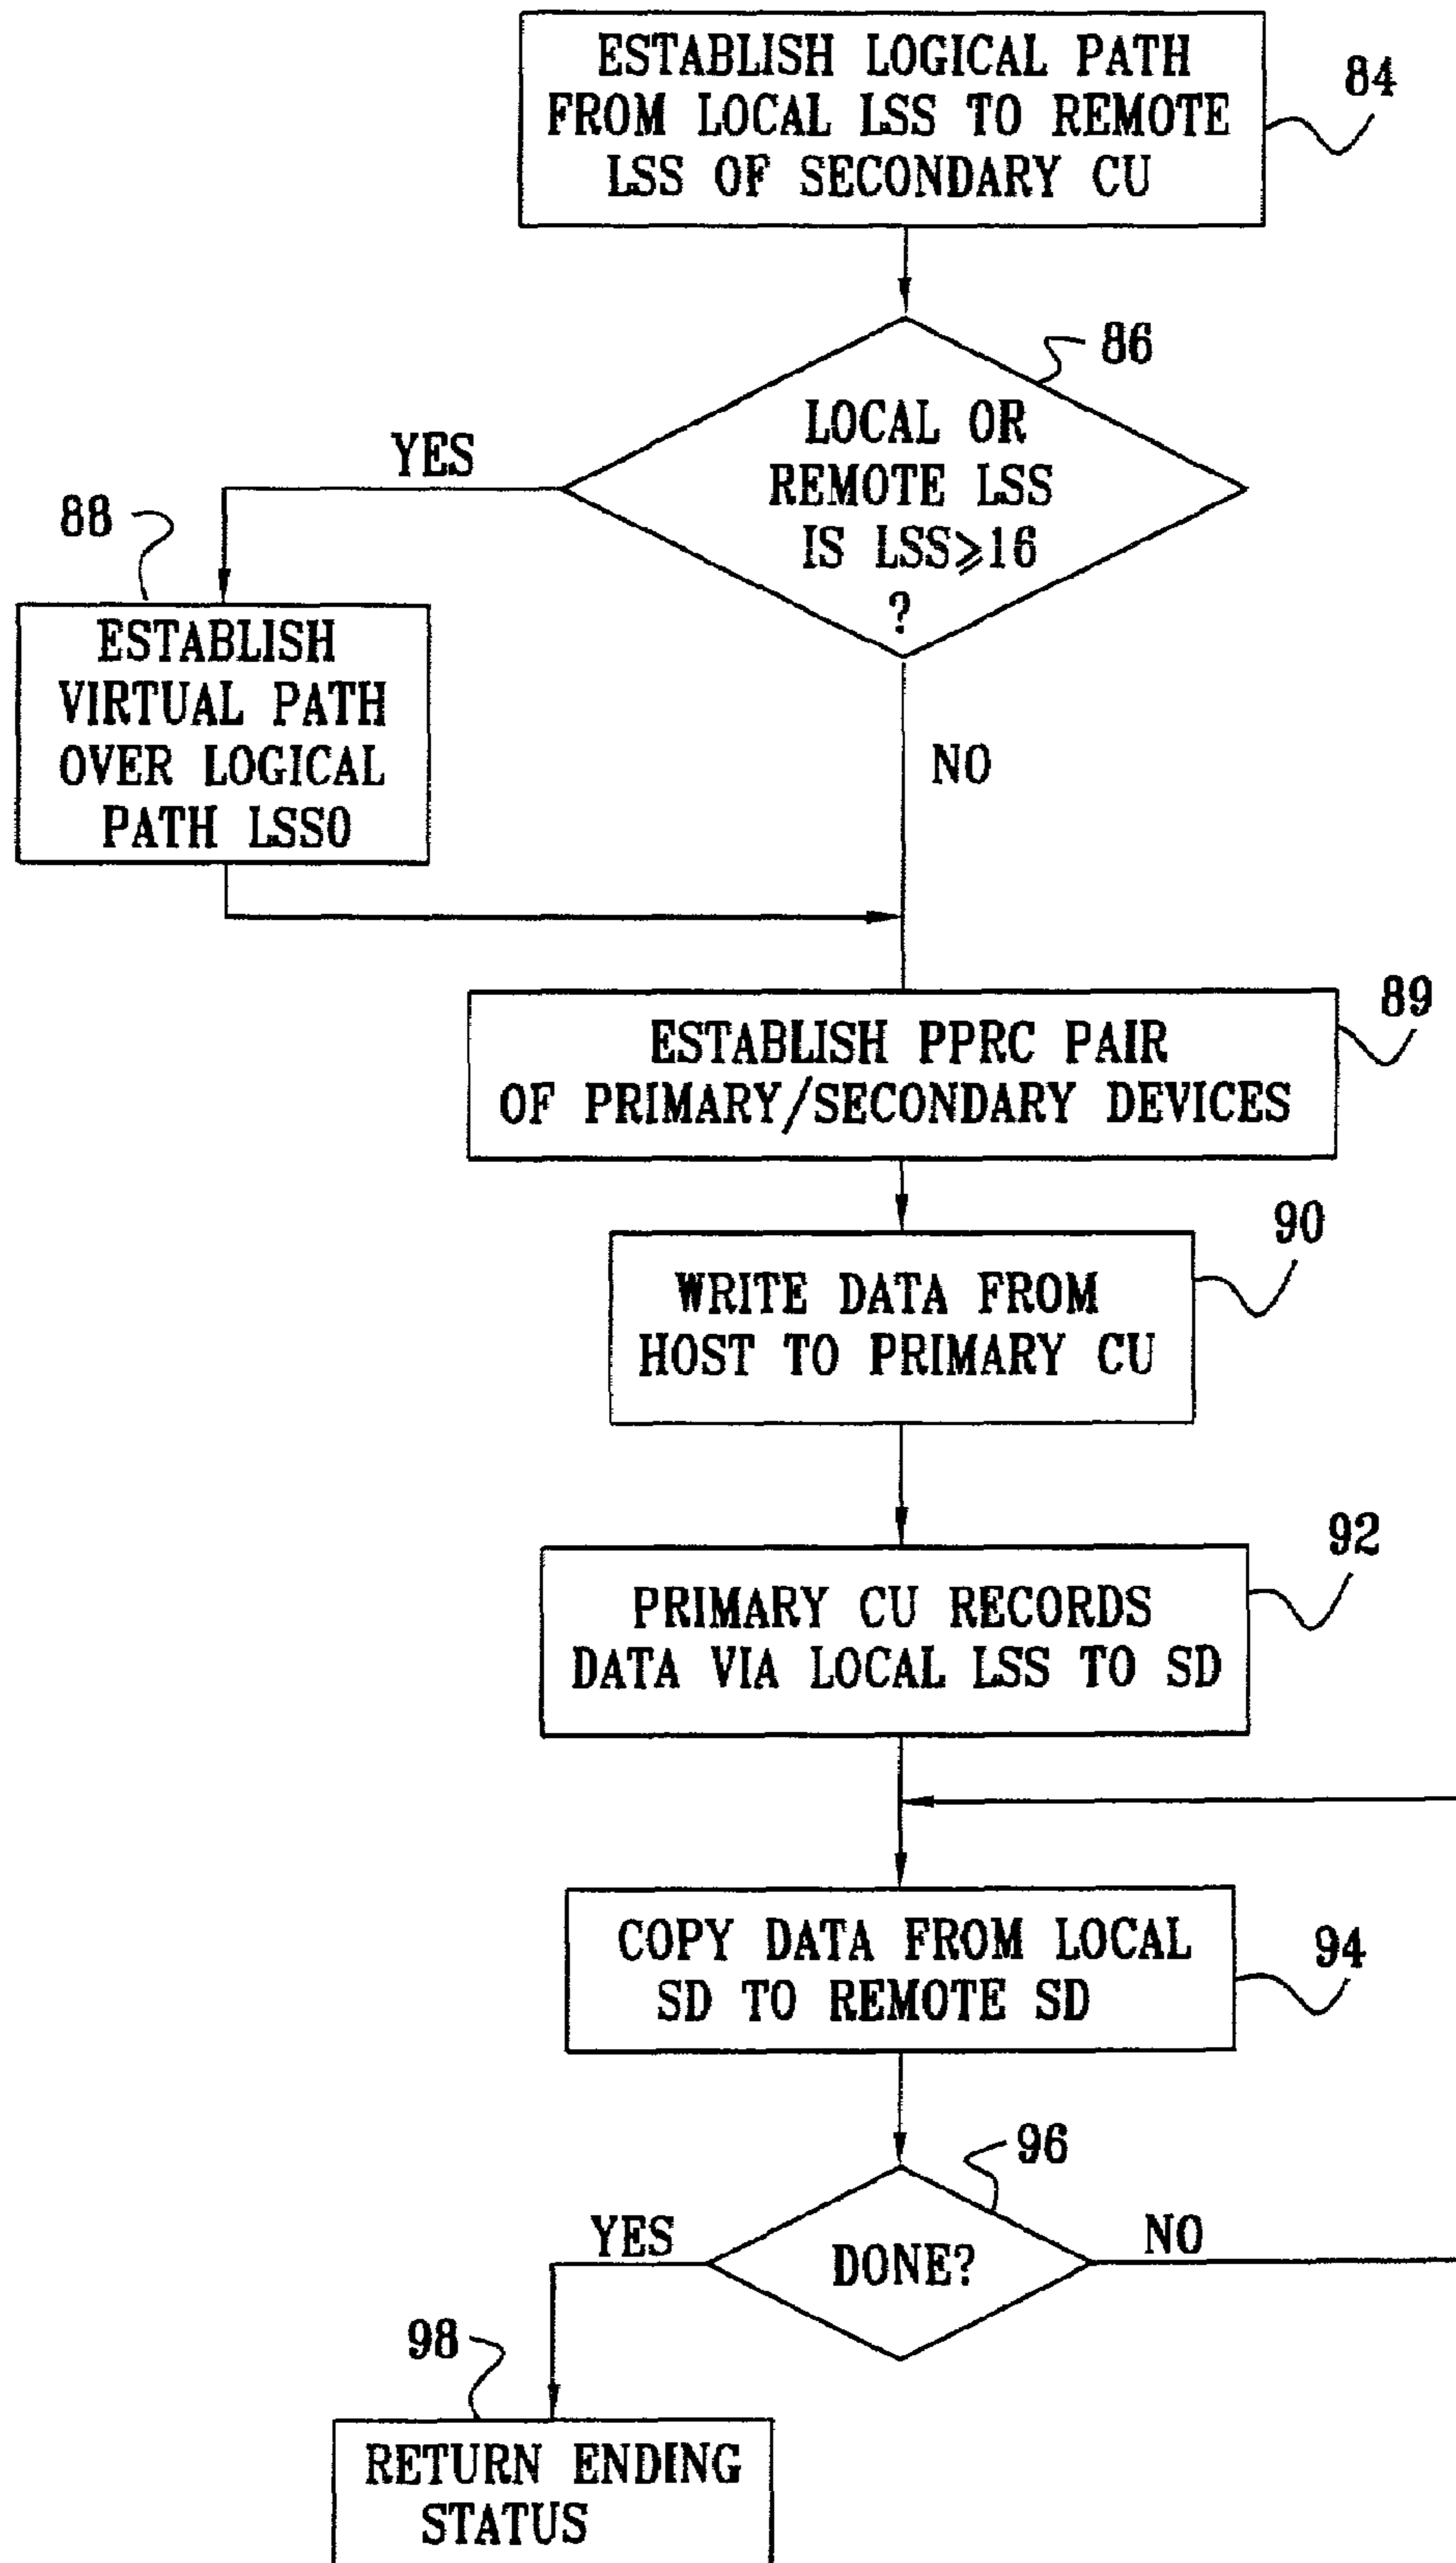 ESTABLISH LOGICAL PATH
FROM LOCAL LSS TO REMOTE
LSS OF SECONDARY CU
84
86
LOCAL OR
REMOTE LSS
IS LSS⩾16
?
YES
88
ESTABLISH
VIRTUAL PATH
OVER LOGICAL
PATH LSS0
NO
89
ESTABLISH PPRC PAIR
OF PRIMARY/SECONDARY DEVICES
90
WRITE DATA FROM
HOST TO PRIMARY CU
92
PRIMARY CU RECORDS
DATA VIA LOCAL LSS TO SD
COPY DATA FROM LOCAL
SD TO REMOTE SD
94
96
YES
DONE?
NO
98
RETURN ENDING
STATUS